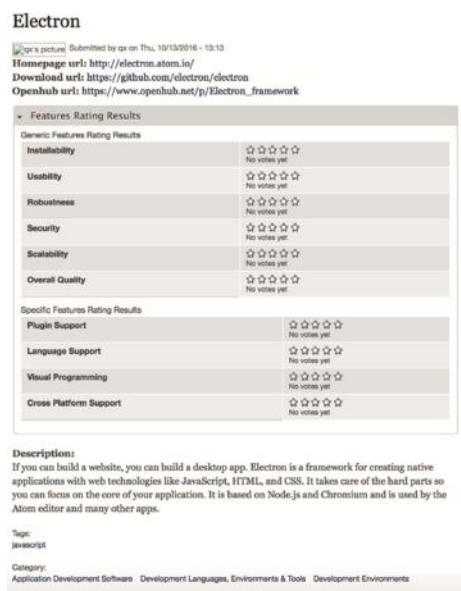 Electron
qx's picture Submitted by qx on Thu, 10/13/2016 - 13:13
Homepage url: http://electron.atom.io/
Download url: https://github.com/electron/electron
Openhub url: https://www.openhub.net/p/Electron_framework
Features Rating Results
Generic Features Rating Results
Installability
No votes yet
Usability
No votes yet
Robustness
No votes yet
Security
No votes yet
Scalability
No votes yet
Overall Quality
No votes yet
Specific Features Rating Results
Plugin Support
No votes yet
Language Support
No votes yet
Visual Programming
No votes yet
Cross Platform Support
No votes yet
Description:
If you can build a website, you can build a desktop app. Electron is a framework for creating native
applications with web technologies like JavaScript, HTML, and CSS. It takes care of the hard parts so
you can focus on the core of your application. It is based on Node.js and Chromium and is used by the
Atom editor and many other apps.
Tags:
javascript
Category:
Application Development Software Development Languages, Environments & Tools Development Environments